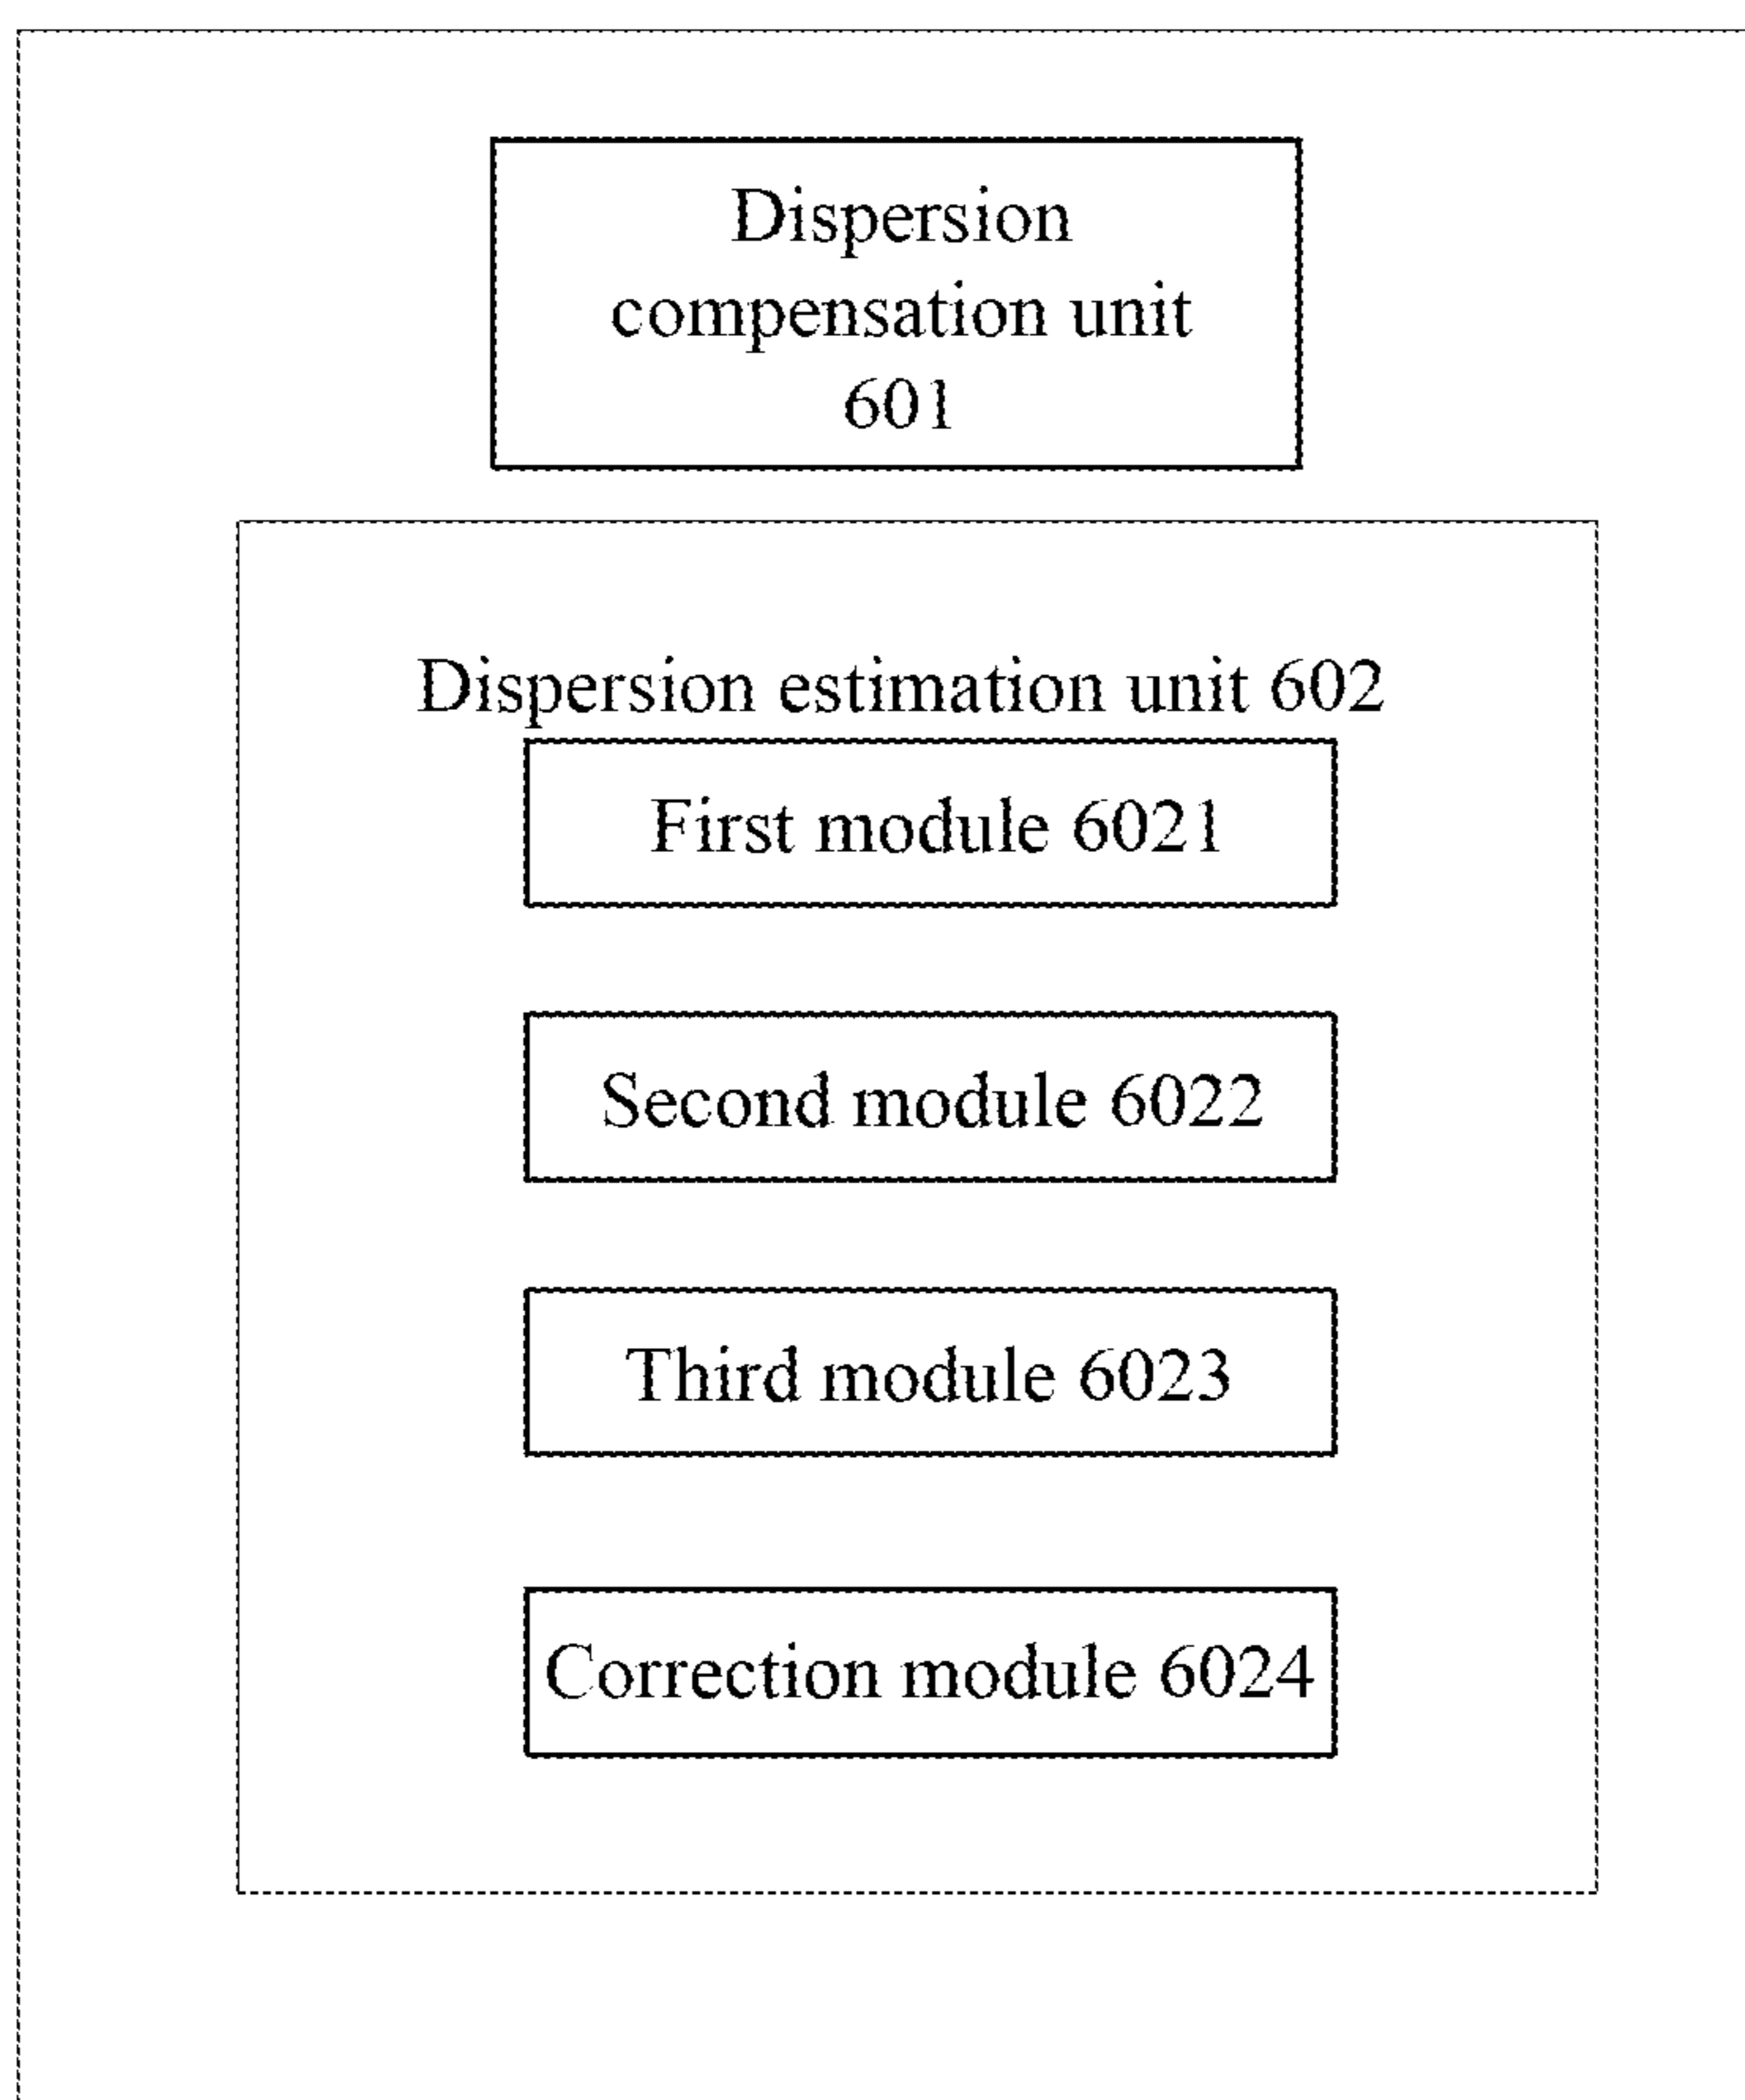 Dispersion
compensation unit
601
Dispersion estimation unit 602
First module 6021
Second module 6022
Third module 6023
Correction module 6024